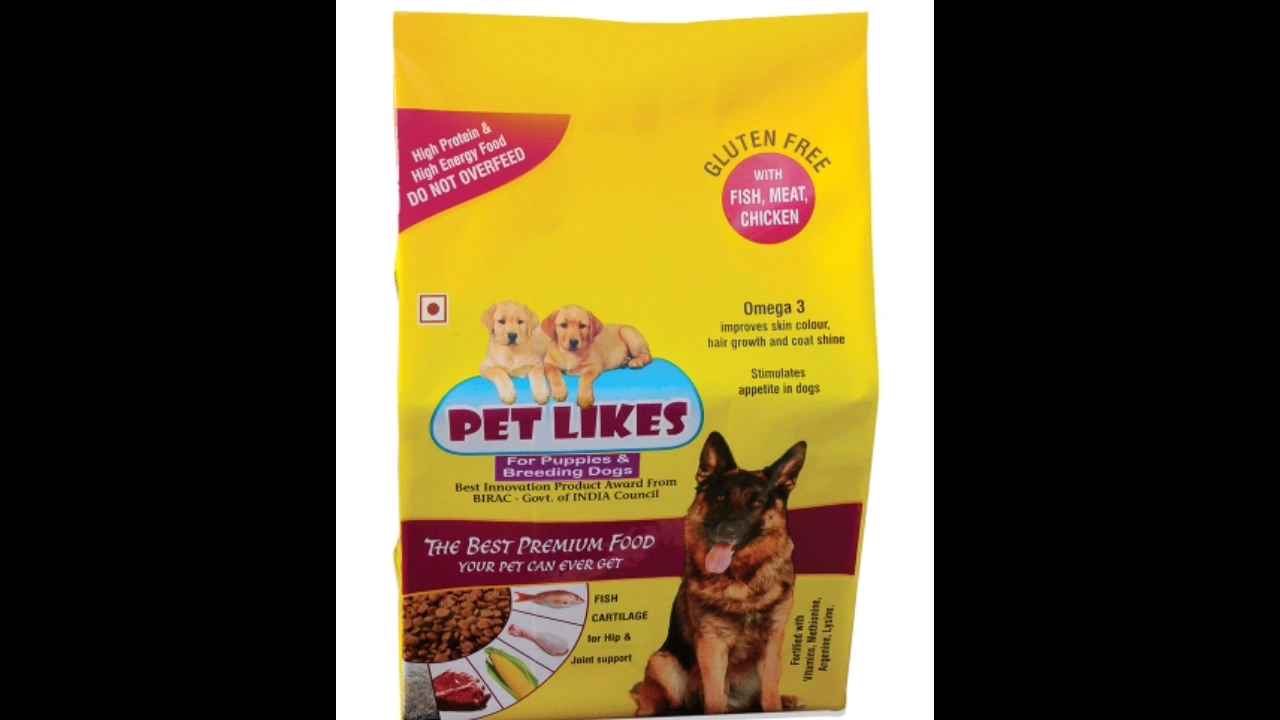 High Protein &
High Energy Food
DO NOT OVERFEED
GLUTEN FREE
WITH
FISH, MEAT,
CHICKEN
Omega 3
improves skin colour,
hair growth and coat shine
Stimulates
appetite in dogs
PET LIKES
For Puppies &
Breeding Dogs
Best Innovation Product Award From
BIRAC - Govt. of INDIA Council
THE BEST PREMIUM FOOD
YOUR PET CAN EVER GET
FISH
CARTILAGE
for Hip &
Joint support
Fortified with
Vitamins, Methionine,
Argenine, Lysine.